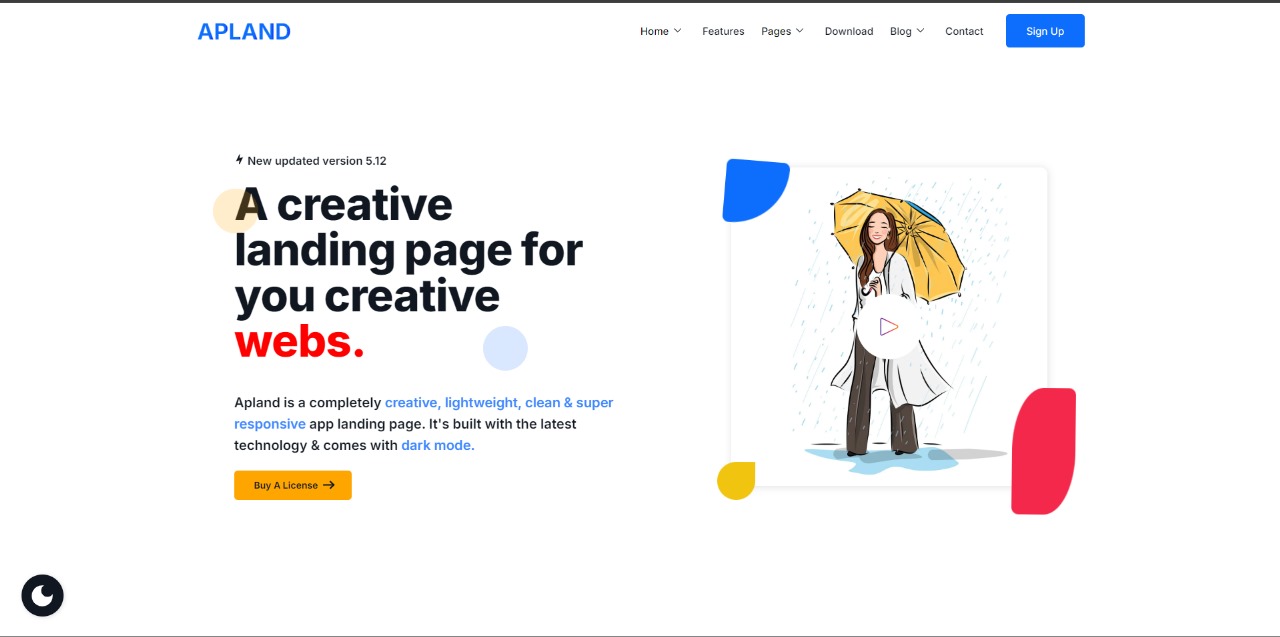 APLAND
Home
Features
Pages
Download
Blog
Contact
Sign Up
New updated version 5.12
A creative
landing page for
you creative
webs.
Apland is a completely creative, lightweight, clean & super
responsive app landing page. It's built with the latest
technology & comes with dark mode.
Buy A License